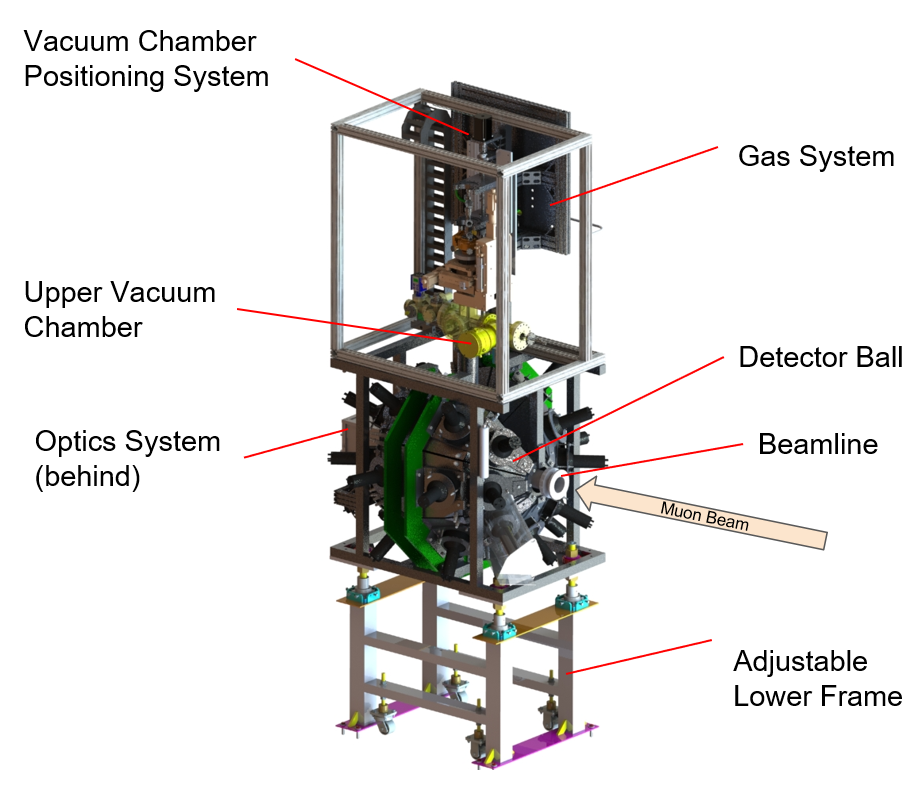 Vacuum Chamber
Positioning System
Gas System
Upper Vacuum
Chamber
Detector Ball
Optics System
(behind)
Beamline
Muon Beam
Adjustable
Lower Frame